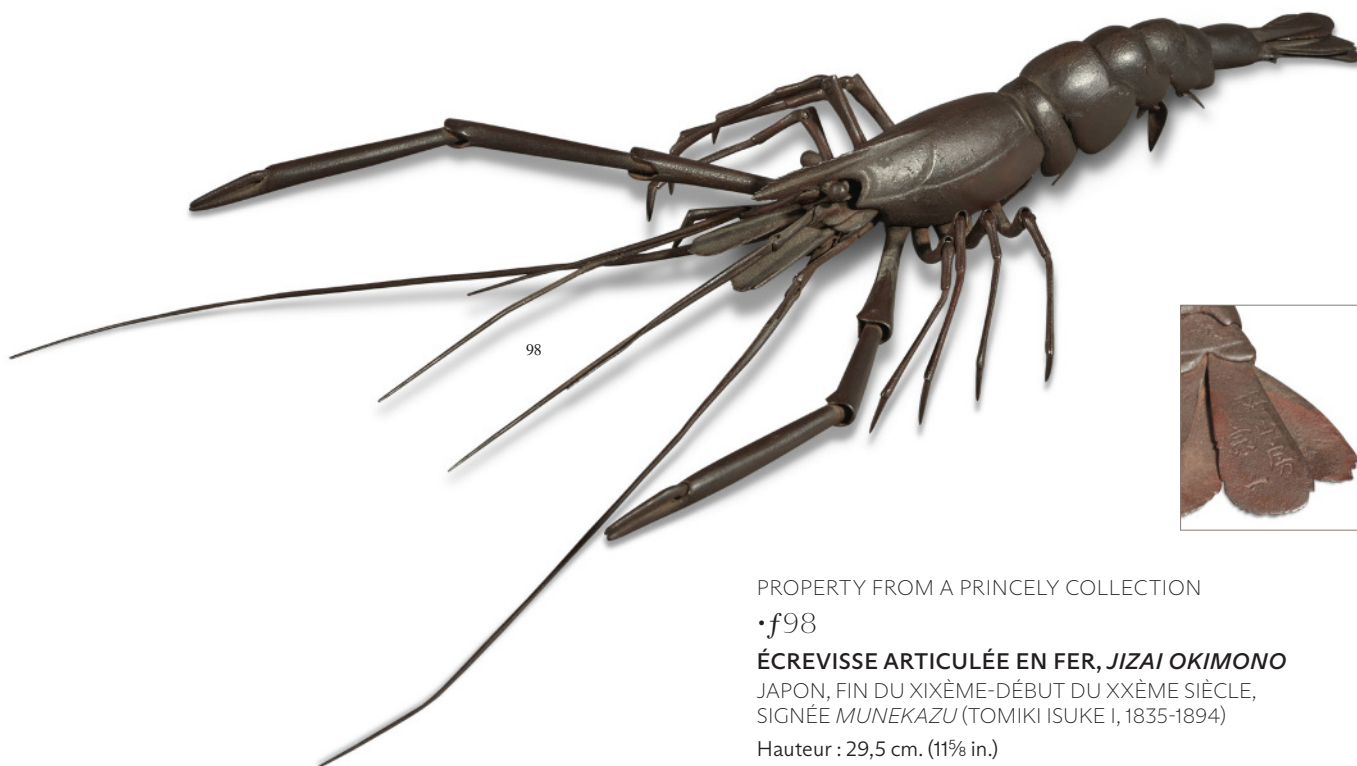 98
PROPERTY FROM A PRINCELY COLLECTION
•ƒ98
ÉCREVISSE ARTICULÉE EN FER, JIZAI OKIMONO
JAPON, FIN DU XIXÈME-DÉBUT DU XXÈME SIÈCLE,
SIGNÉE MUNEKAZU (TOMIKI ISUKE I, 1835-1894)
Hauteur : 29,5 cm. (11⅝ in.)